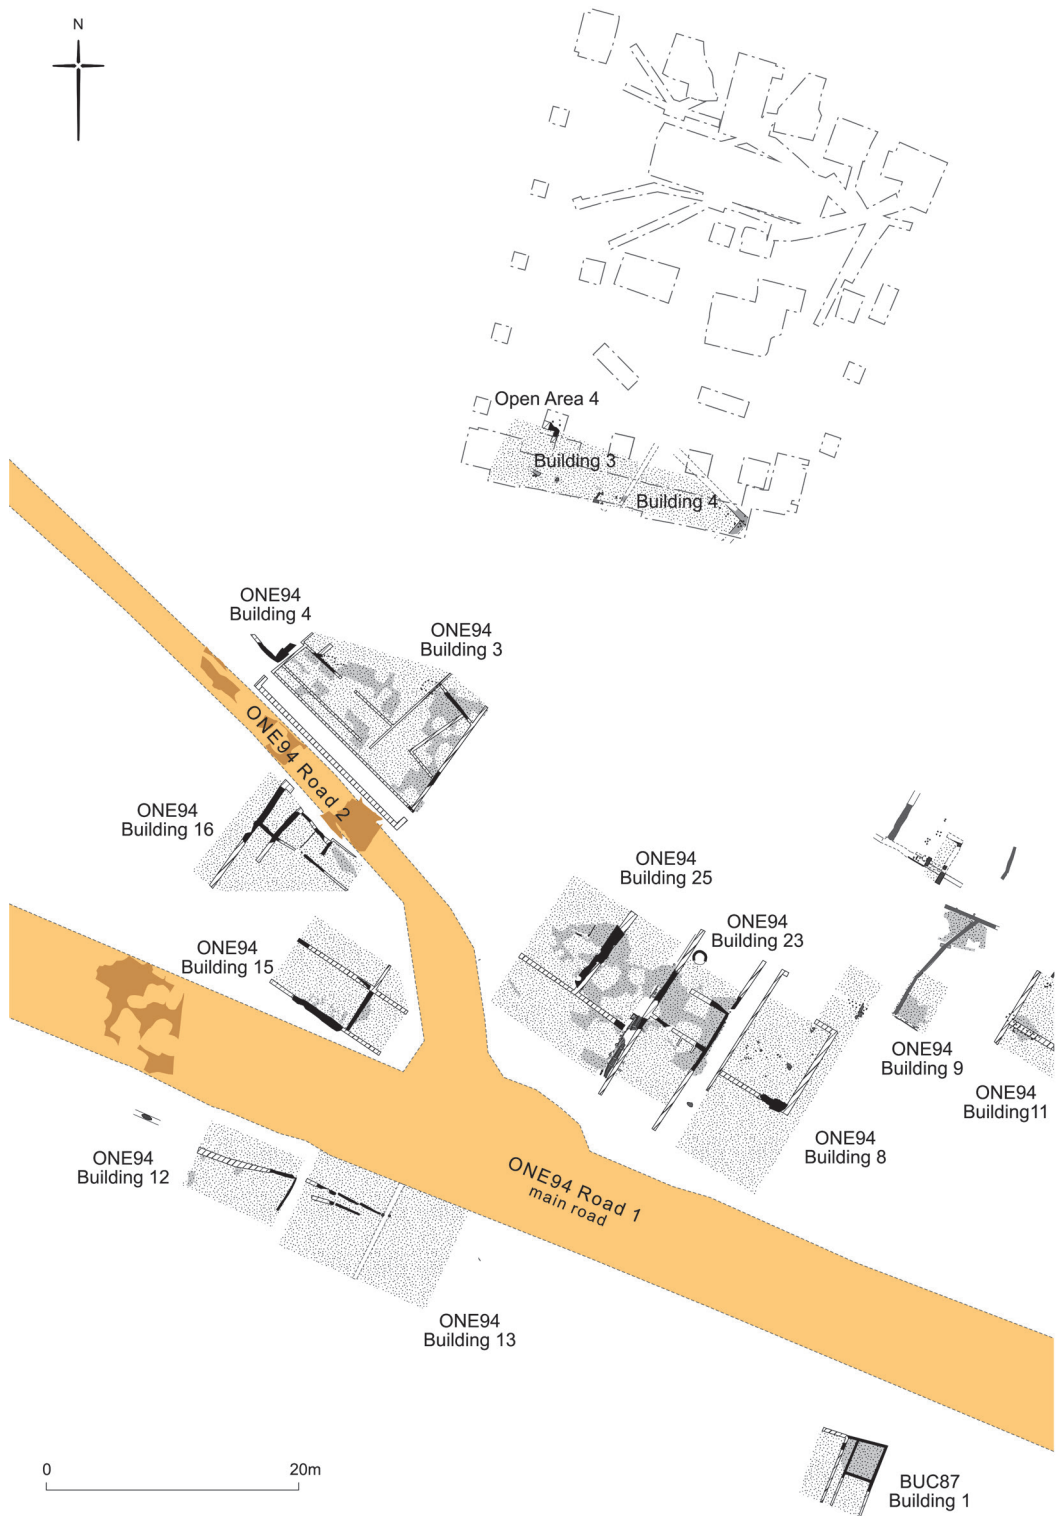 N
Open Area 4
Building 3
Building 4
ONE94
Building 4
ONE94
Building 3
ONE94 Road 2
ONE94
Building 16
ONE94
Building 25
ONE94
Building 23
ONE94
Building 15
ONE94
Building 9
ONE94
Building11
ONE94
Building 8
ONE94
Building 12
ONE94 Road 1
main road
ONE94
Building 13
0
20m
BUC87
Building 1